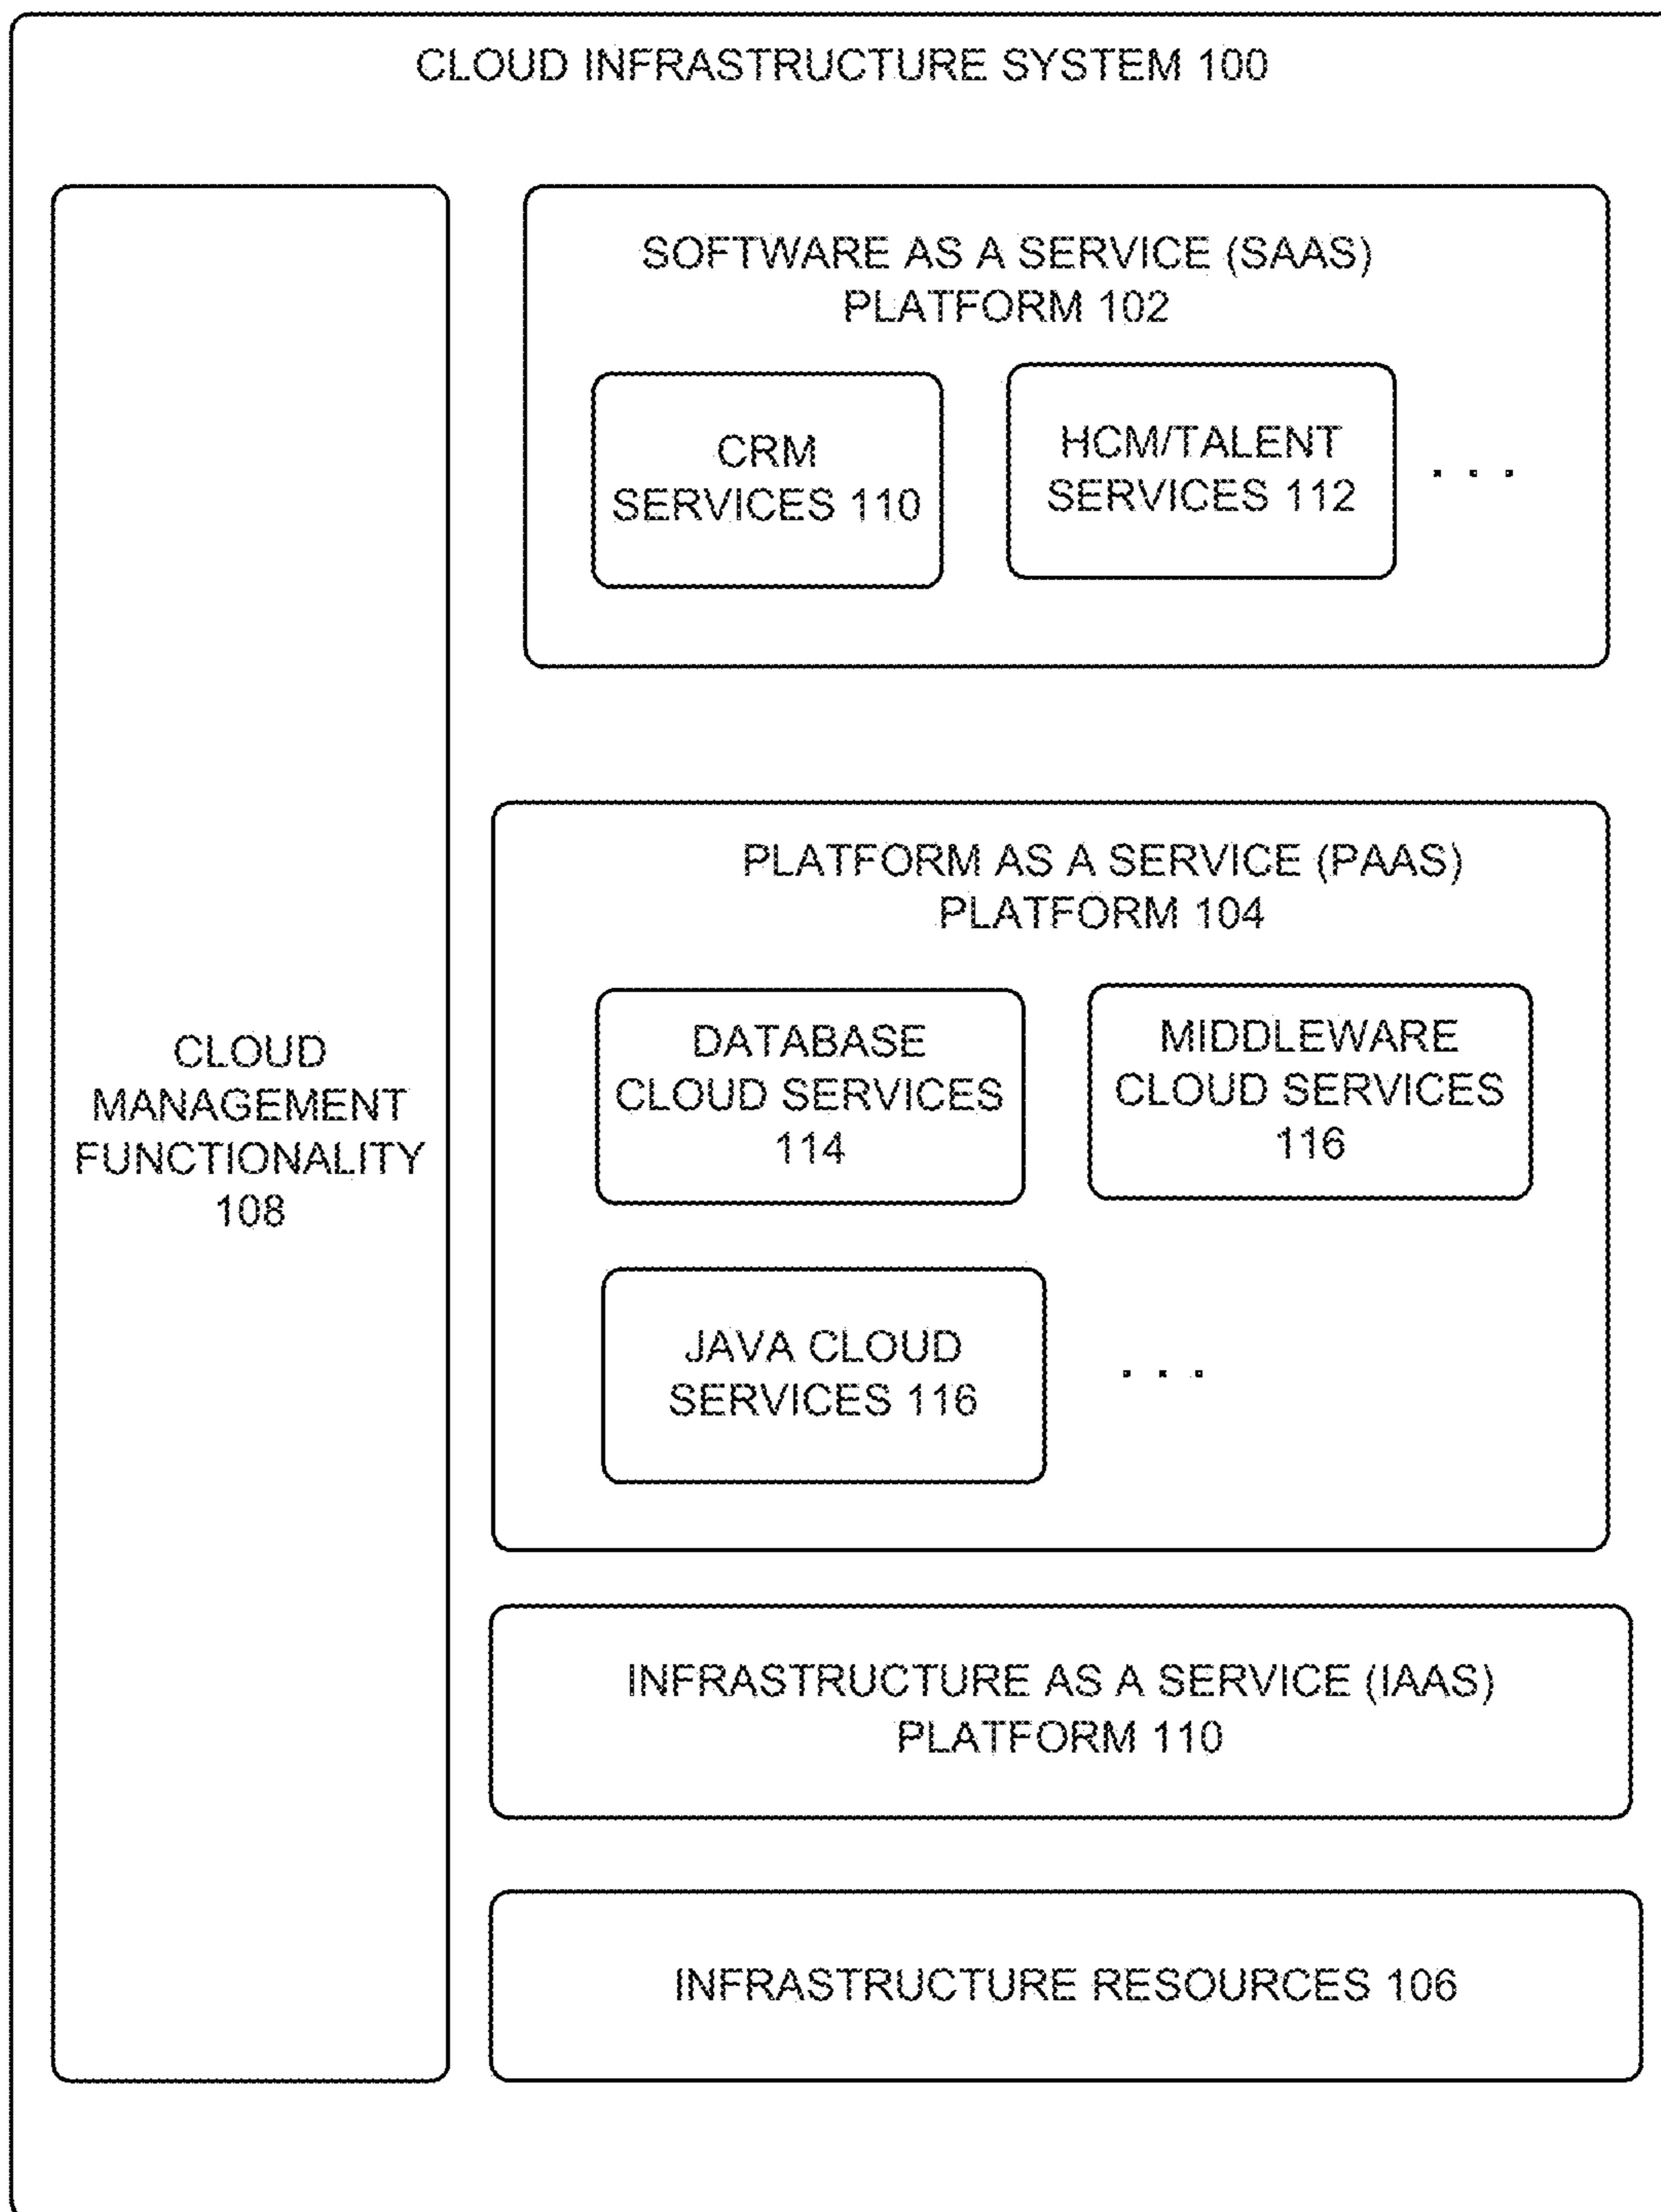 CLOUD INFRASTRUCTURE SYSTEM 100
CLOUD
MANAGEMENT
FUNCTIONALITY
108
SOFTWARE AS A SERVICE (SAAS)
PLATFORM 102
CRM
SERVICES 110
HCM/TALENT
SERVICES 112
. . .
PLATFORM AS A SERVICE (PAAS)
PLATFORM 104
DATABASE
CLOUD SERVICES
114
MIDDLEWARE
CLOUD SERVICES
116
JAVA CLOUD
SERVICES 116
. . .
INFRASTRUCTURE AS A SERVICE (IAAS)
PLATFORM 110
INFRASTRUCTURE RESOURCES 106